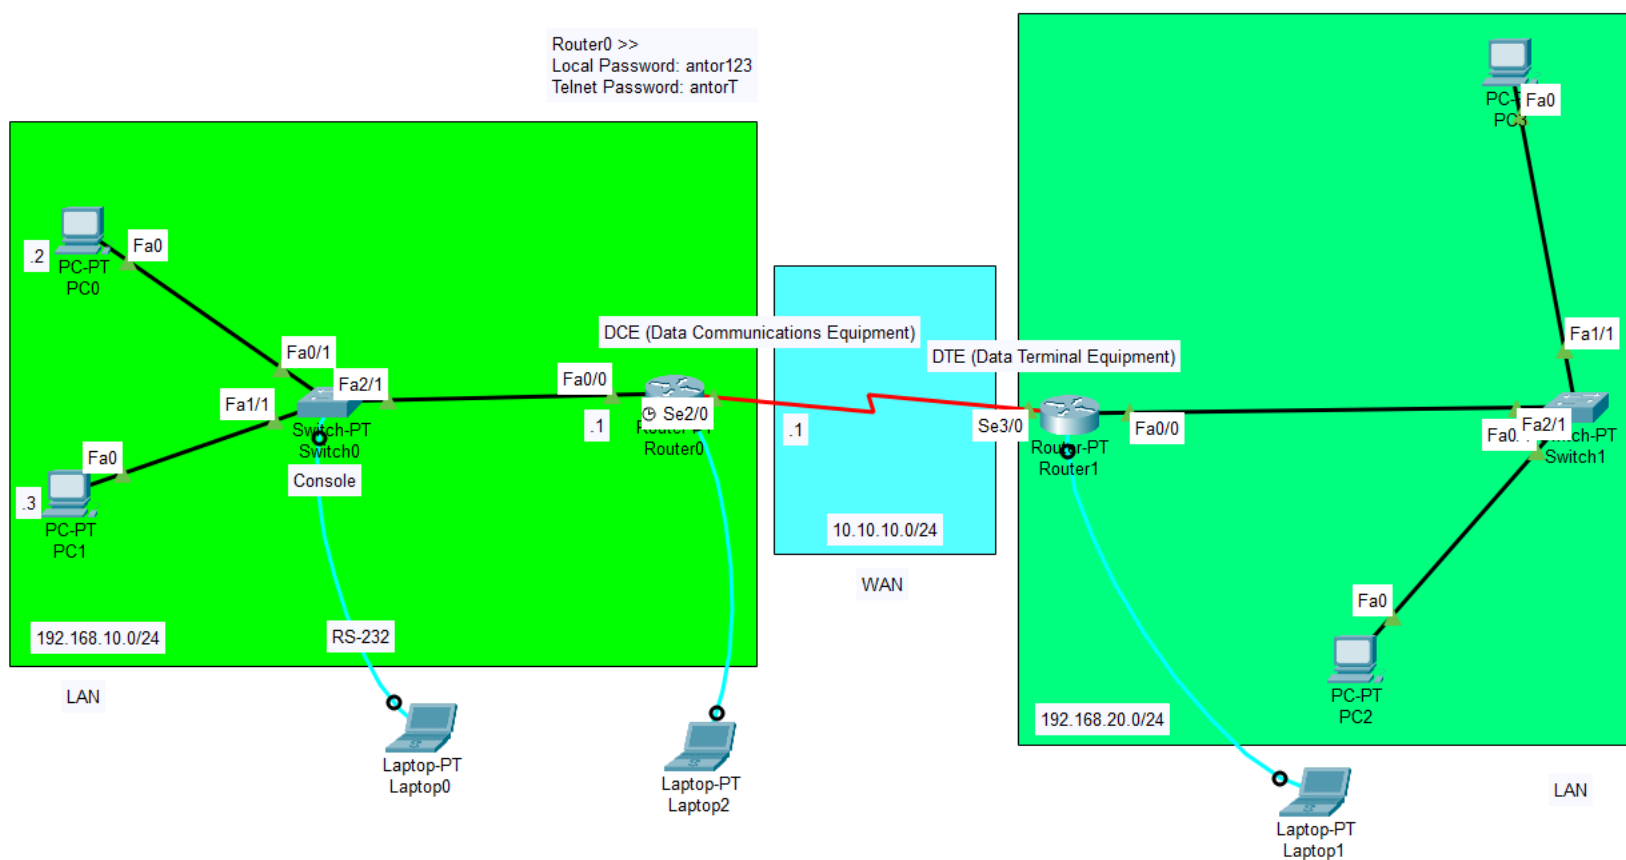 Router0 >>
Local Password: antor123
Telnet Password: antorT
Fa0
PC3
Fa0
.2
PC-PT
PC0
DCE (Data Communications Equipment)
DTE (Data Terminal Equipment)
Fa0/1
Fa2/1
Fa0/0
Fa1/1
Fa1/1
Se2/0
.1
.1
Router0
Se3/0
Fa0/0
Router-PT
Router1
Fa2/1
Switch1
Switch-PT
Switch0
Fa0
Console
.3
PC-PT
PC1
10.10.10.0/24
WAN
Fa0
192.168.10.0/24
RS-232
LAN
PC-PT
PC2
192.168.20.0/24
Laptop-PT
Laptop0
Laptop-PT
Laptop2
LAN
Laptop-PT
Laptop1